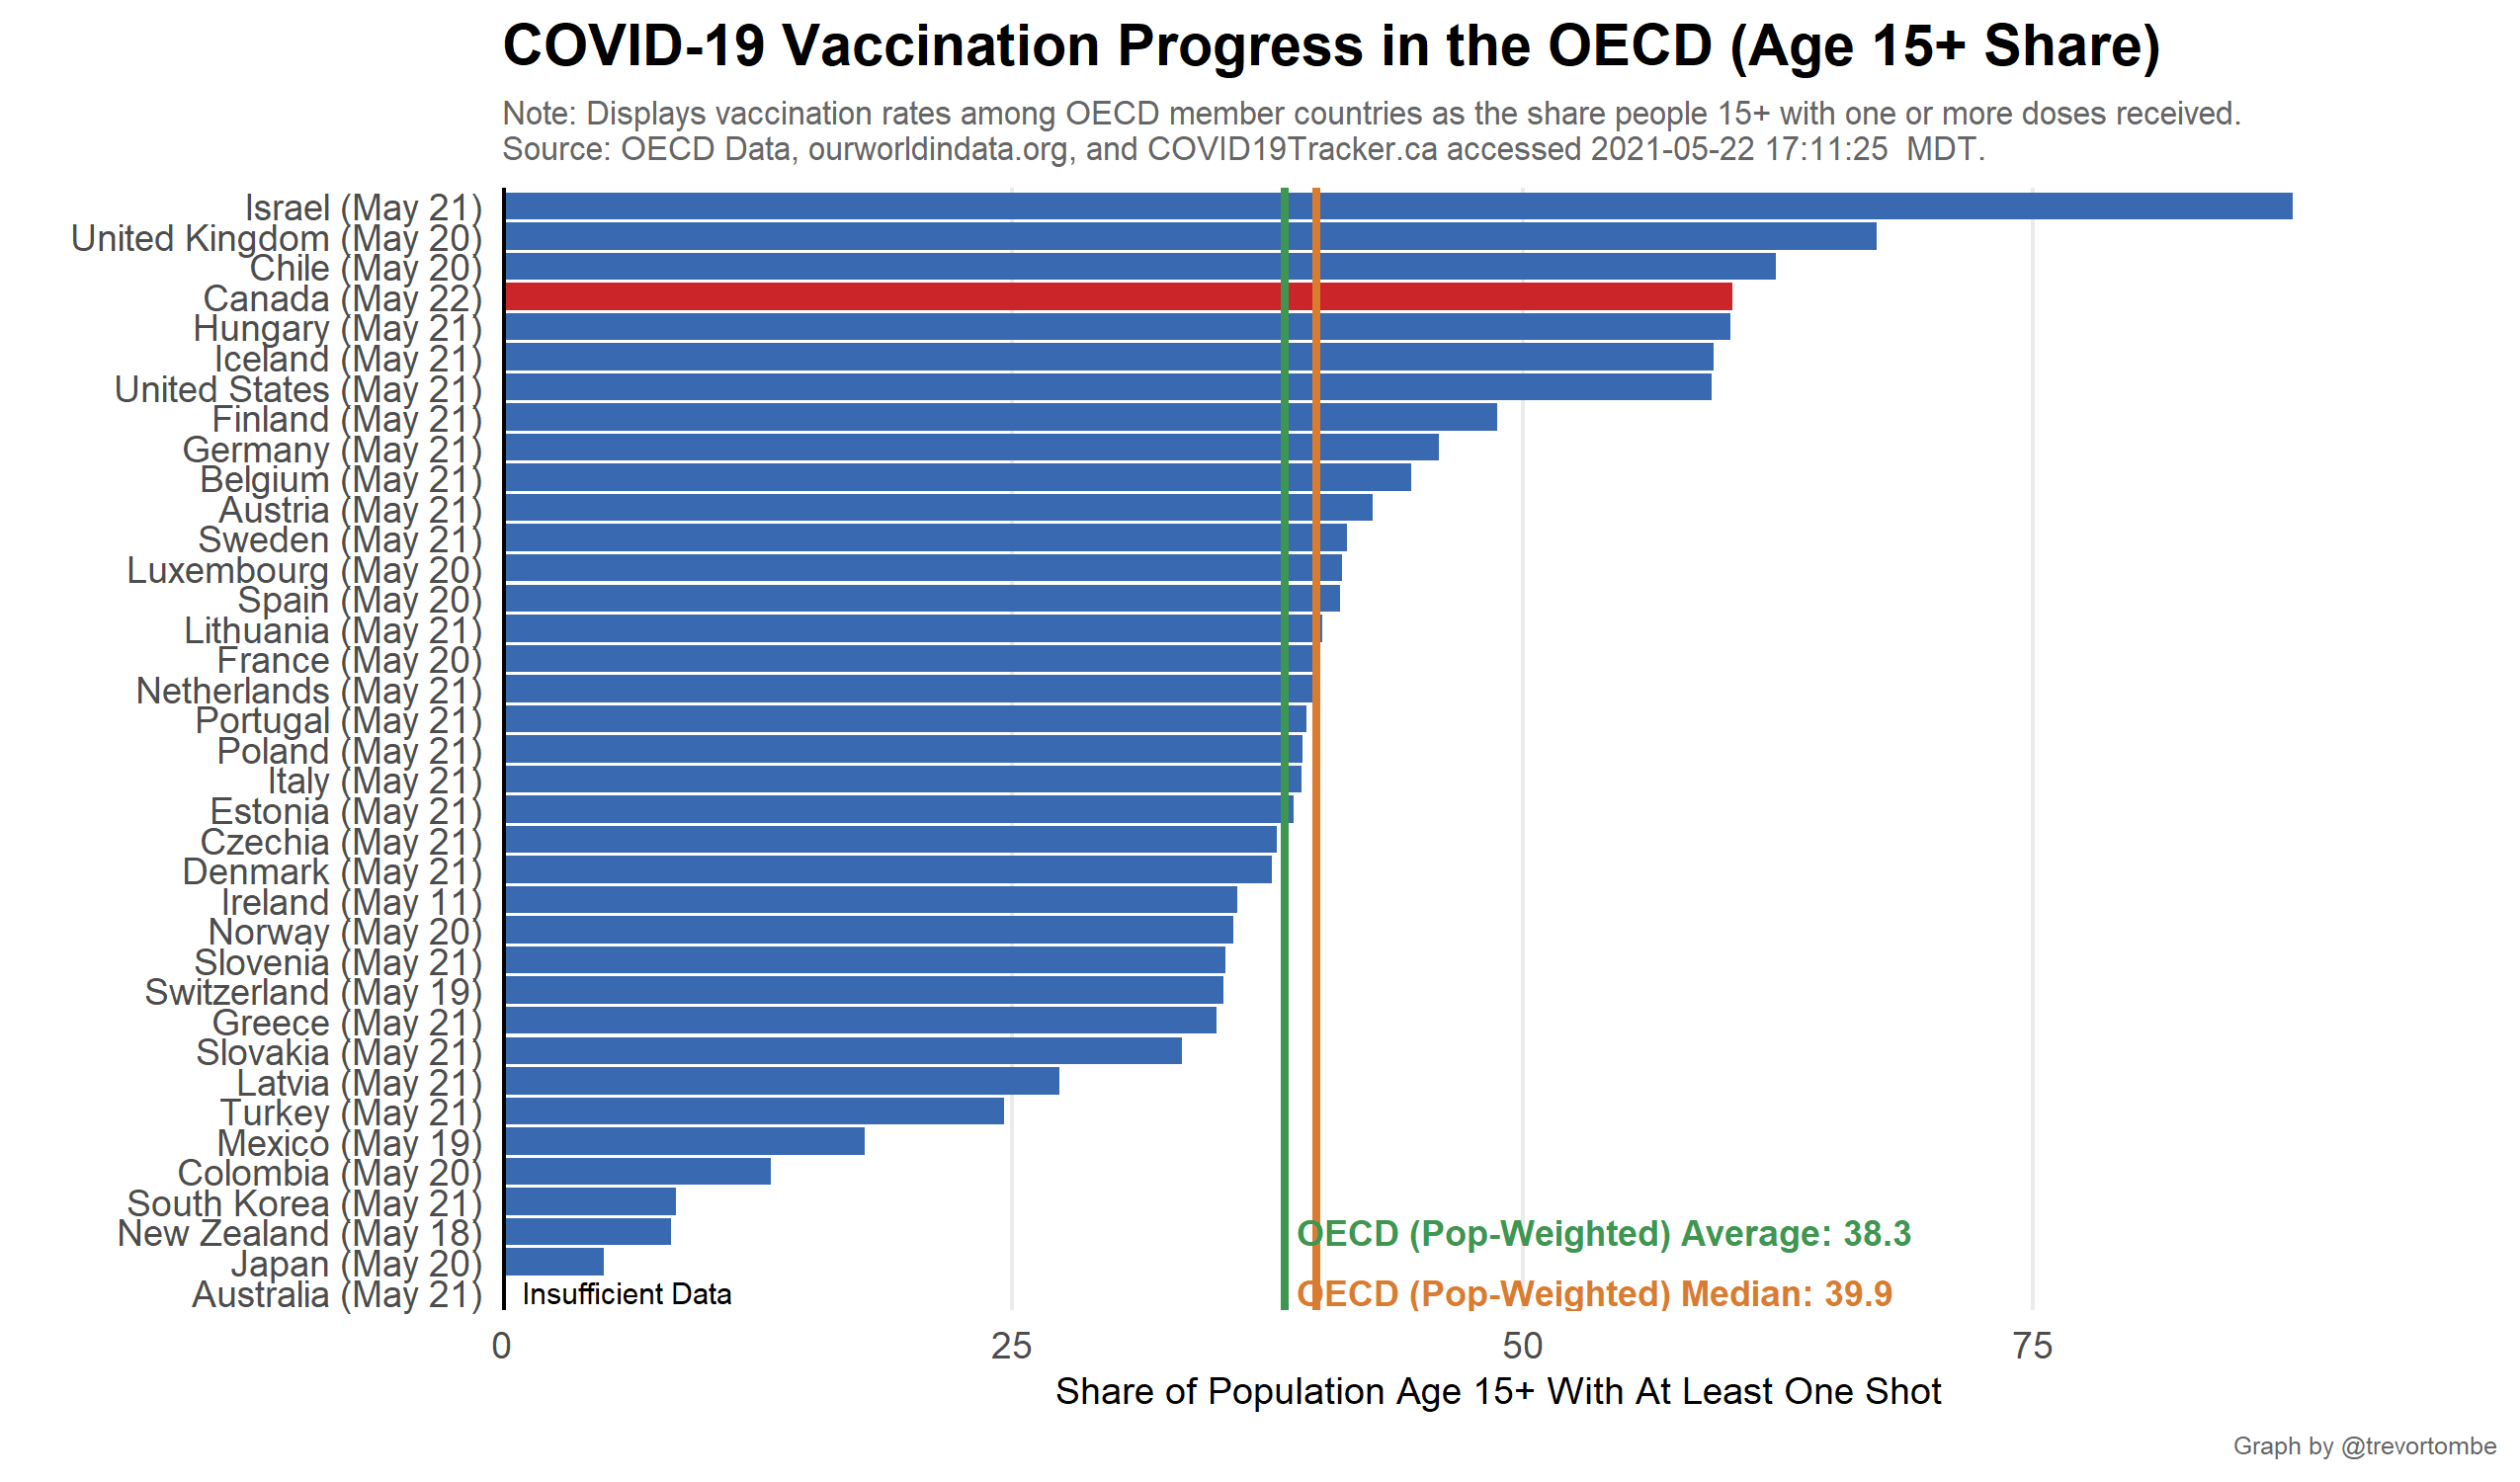 COVID-19 Vaccination Progress in the OECD (Age 15+ Share)
Note: Displays vaccination rates among OECD member countries as the share people 15+ with one or more doses received.
Source: OECD Data, ourworldindata.org, and COVID19Tracker.ca accessed 2021-05-22 17:11:25  MDT.
Israel (May 21)
United Kingdom (May 20)
Chile (May 20)
Canada (May 22)
Hungary (May 21)
Iceland (May 21)
United States (May 21)
Finland (May 21)
Germany (May 21)
Belgium (May 21)
Austria (May 21)
Sweden (May 21)
Luxembourg (May 20)
Spain (May 20)
Lithuania (May 21)
France (May 20)
Netherlands (May 21)
Portugal (May 21)
Poland (May 21)
Italy (May 21)
Estonia (May 21)
Czechia (May 21)
Denmark (May 21)
Ireland (May 11)
Norway (May 20)
Slovenia (May 21)
Switzerland (May 19)
Greece (May 21)
Slovakia (May 21)
Latvia (May 21)
Turkey (May 21)
Mexico (May 19)
Colombia (May 20)
South Korea (May 21)
New Zealand (May 18)
OECD (Pop-Weighted) Average: 38.3
Japan (May 20)
Australia (May 21)
Insufficient Data
OECD (Pop-Weighted) Median: 39.9
0 25 50 75
Share of Population Age 15+ With At Least One Shot
Graph by @trevortombe